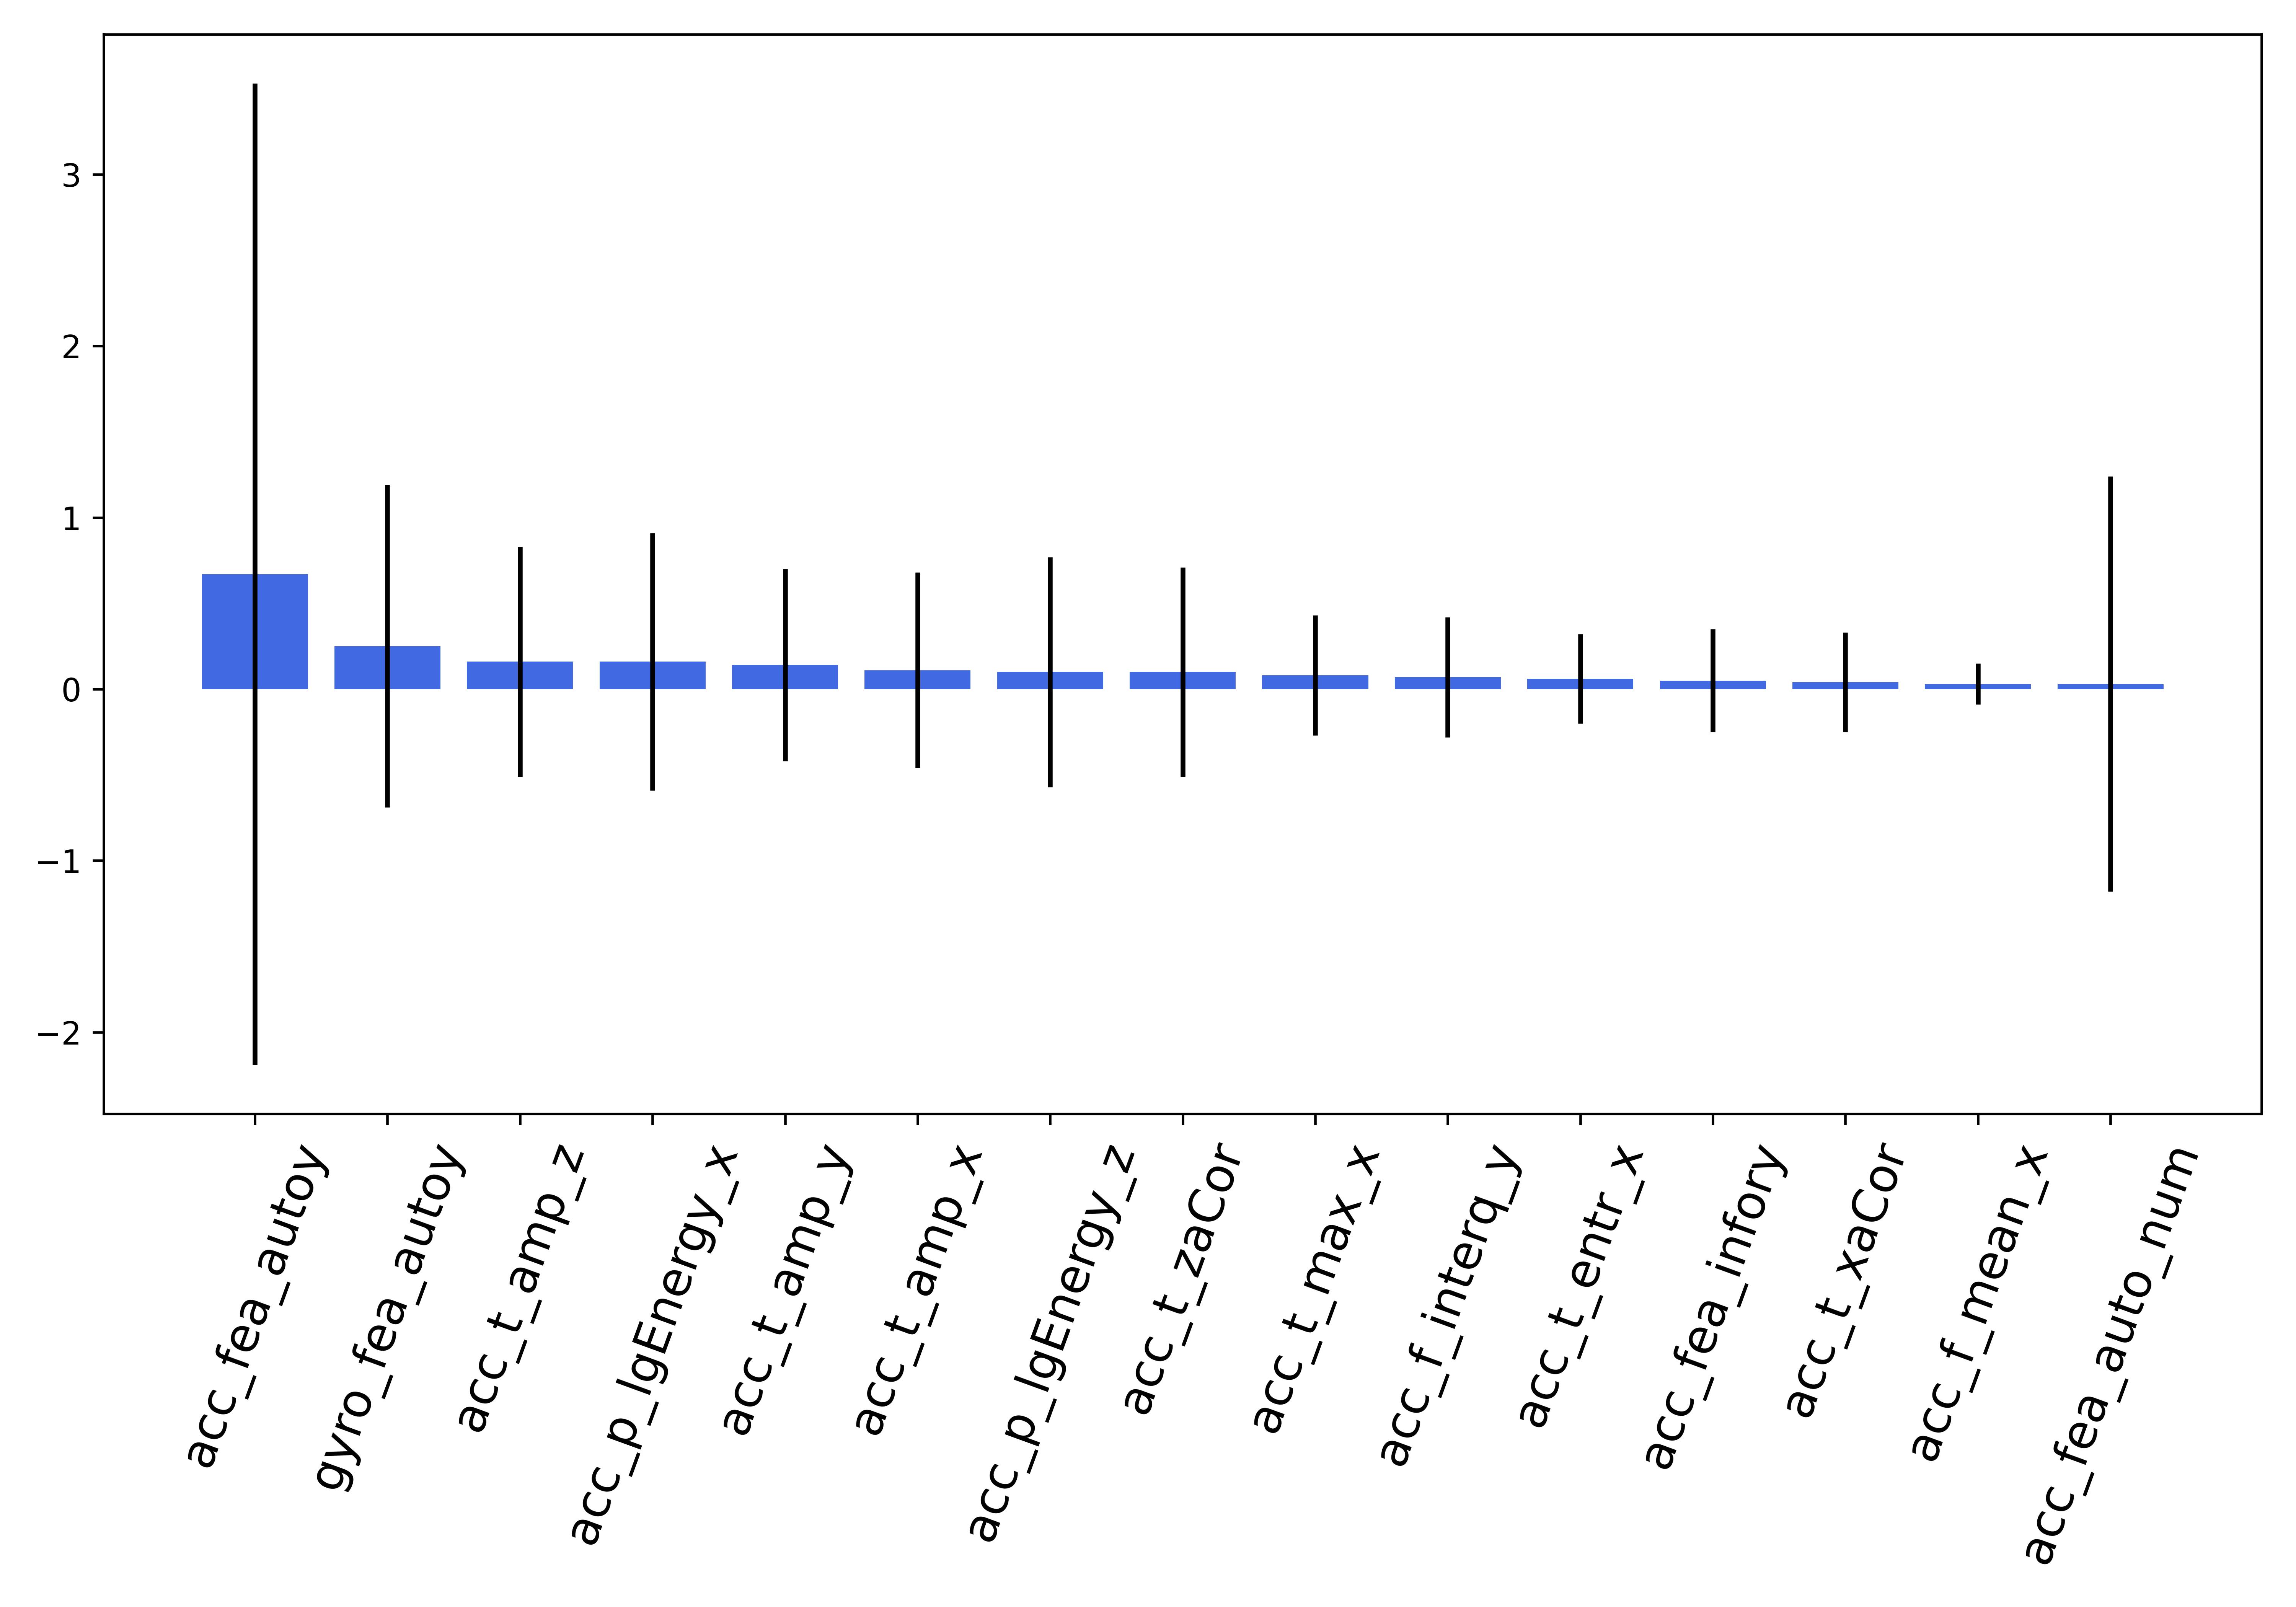 3
2
1
0
−1
−2
acc_fea_autoy
gyro_fea_autoy
acc_t_amp_z
acc_p_lgEnergy_x
acc_t_amp_y
acc_t_amp_x
acc_p_lgEnergy_z
acc_t_zaCor
acc_t_max_x
acc_f_interq_y
acc_t_entr_x
acc_fea_infory
acc_t_xaCor
acc_f_mean_x
acc_fea_auto_num